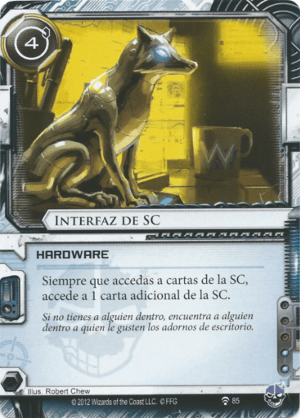 4
INTERFAZ DE SC
HARDWARE
Siempre que accedas a cartas de la SC,
accede a 1 carta adicional de la SC.
Si no tienes a alguien dentro, encuentra a alguien
dentro a quien le gusten los adornos de escritorio.
Illus. Robert Chew
© 2012 Wizards of the Coast LLC. © FFG
85